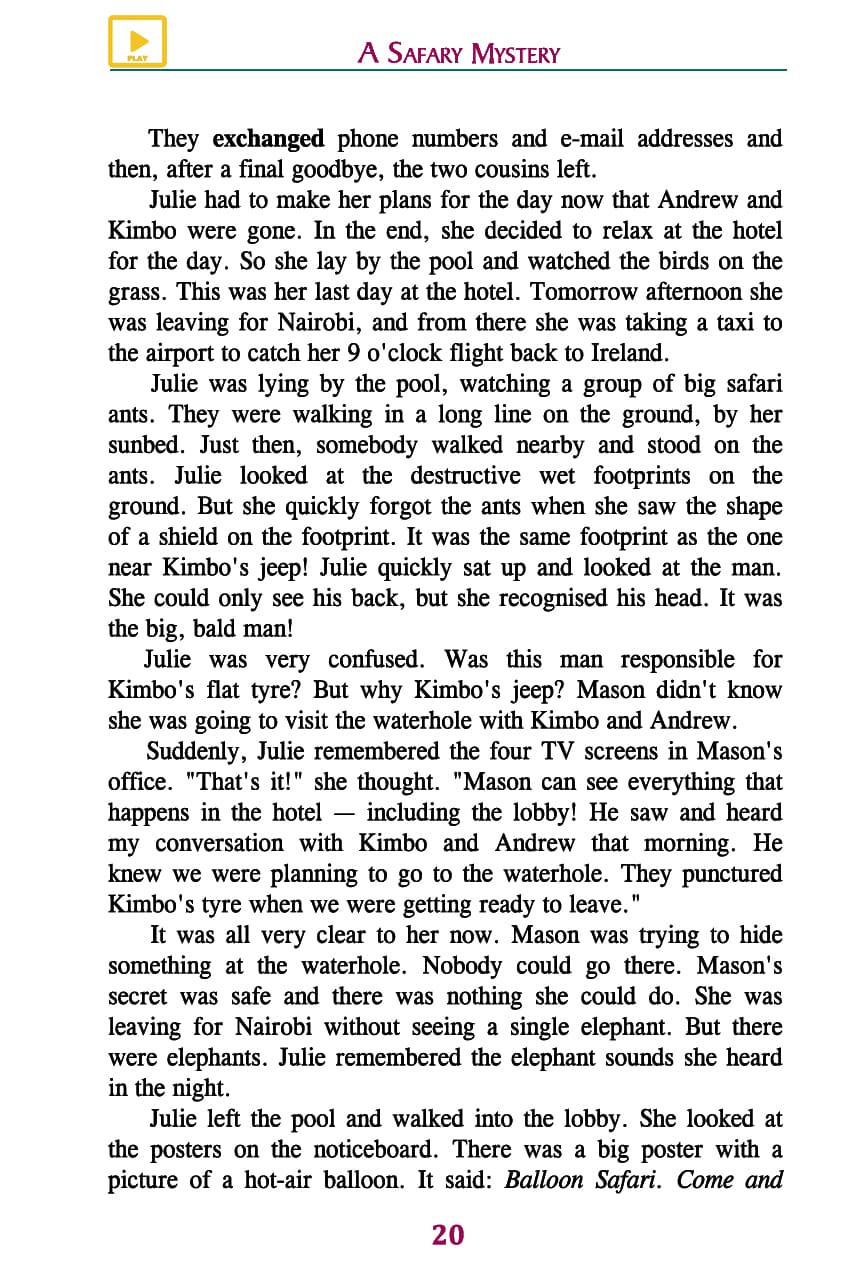 PLAY
A SAFARY MYSTERY
They exchanged phone numbers and e-mail addresses and
then, after a final goodbye, the two cousins left.
Julie had to make her plans for the day now that Andrew and
Kimbo were gone. In the end, she decided to relax at the hotel
for the day. So she lay by the pool and watched the birds on the
grass. This was her last day at the hotel. Tomorrow afternoon she
was leaving for Nairobi, and from there she was taking a taxi to
the airport to catch her 9 o'clock flight back to Ireland.
Julie was lying by the pool, watching a group of big safari
ants. They were walking in a long line on the ground, by her
sunbed. Just then, somebody walked nearby and stood on the
ants. Julie looked at the destructive wet footprints on the
ground. But she quickly forgot the ants when she saw the shape
of a shield on the footprint. It was the same footprint as the one
near Kimbo's jeep! Julie quickly sat up and looked at the man.
She could only see his back, but she recognised his head. It was
the big, bald man!
Julie was very confused. Was this man responsible for
Kimbo's flat tyre? But why Kimbo's jeep? Mason didn't know
she was going to visit the waterhole with Kimbo and Andrew.
Suddenly, Julie remembered the four TV screens in Mason's
office. "That's it!" she thought. "Mason can see everything that
happens in the hotel — including the lobby! He saw and heard
my conversation with Kimbo and Andrew that morning. He
knew we were planning to go to the waterhole. They punctured
Kimbo's tyre when we were getting ready to leave."
It was all very clear to her now. Mason was trying to hide
something at the waterhole. Nobody could go there. Mason's
secret was safe and there was nothing she could do. She was
leaving for Nairobi without seeing a single elephant. But there
were elephants. Julie remembered the elephant sounds she heard
in the night.
Julie left the pool and walked into the lobby. She looked at
the posters on the noticeboard. There was a big poster with a
picture of a hot-air balloon. It said: Balloon Safari. Come and
20